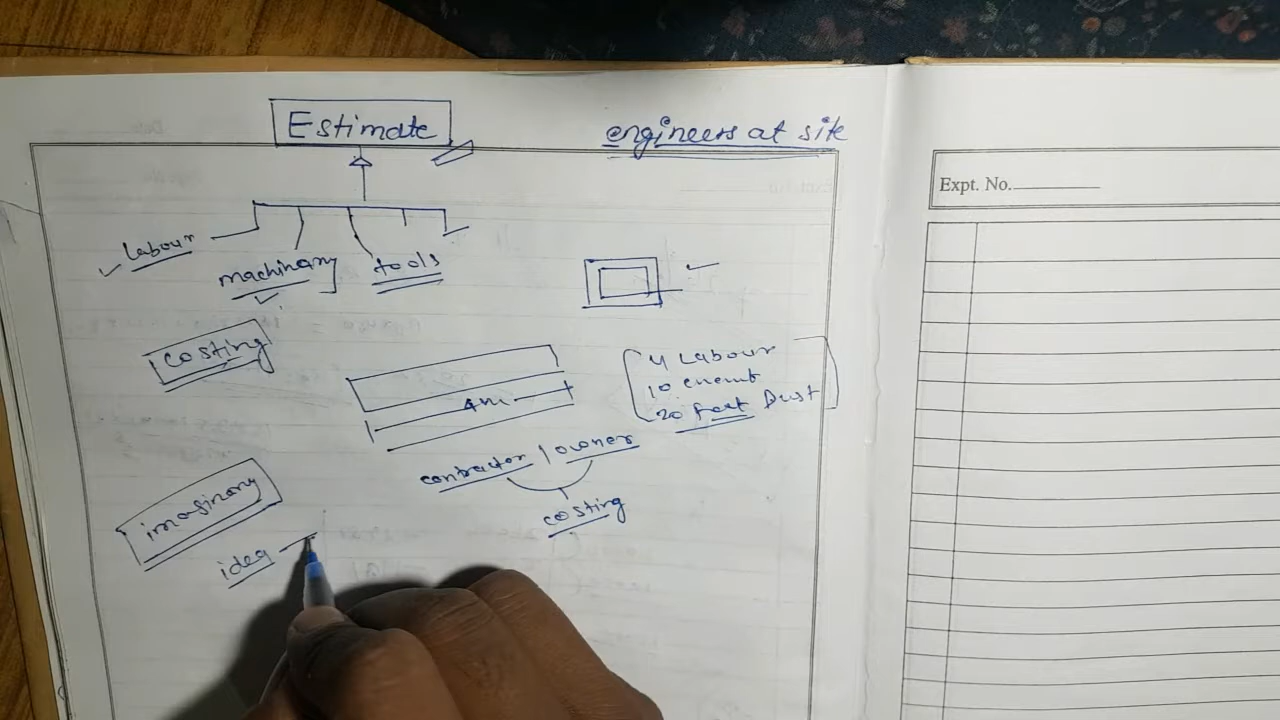 Estimate
engineers at site
Expt. No.
Labour
machinary
tools
costing
4 Labour
10 cement
20 feet Dust
4m
contractor / owner
costing
imaginary
idea